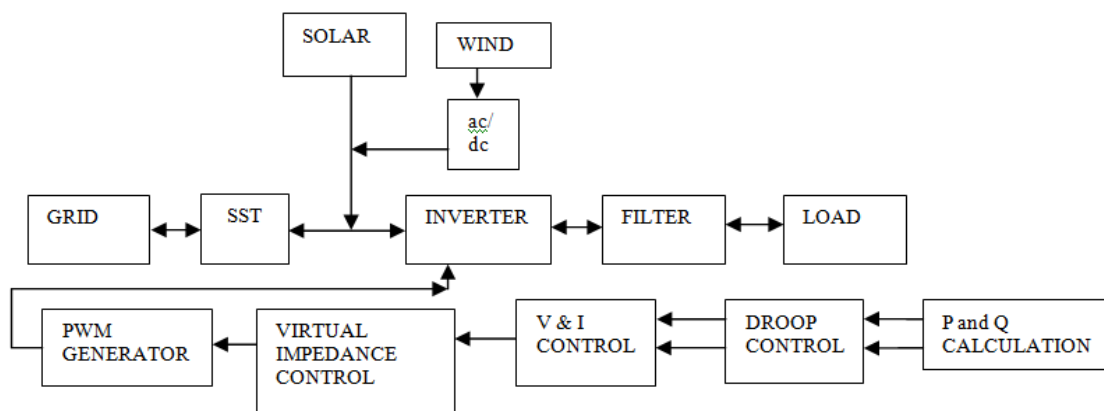 SOLAR
WIND
ac/
dc
GRID
SST
INVERTER
FILTER
LOAD
PWM
GENERATOR
VIRTUAL
IMPEDANCE
CONTROL
V & I
CONTROL
DROOP
CONTROL
P and Q
CALCULATION